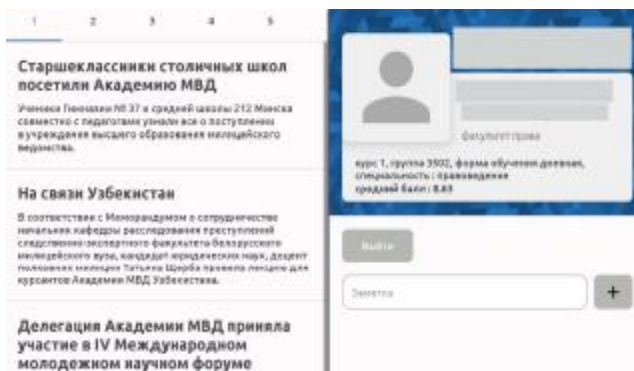 1 2 3 4 5
Старшеклассники столичных школ
посетили Академию МВД
Ученики Гимназии № 37 и средней школы 212 Минска
совместно с педагогами узнали все о поступлении
в учреждение высшего образования милицейского
ведомства.
На связи Узбекистан
В соответствии с Меморандумом о сотрудничестве
начальник кафедры расследования преступлений
следственно-экспертного факультета белорусского
милицейского вуза, кандидат юридических наук, доцент
полковник милиции Татьяна Щерба провела лекцию для
курсантов Академии МВД Узбекистана.
Делегация Академии МВД приняла
участие в IV Международном
молодежном научном форуме
факультет права
курс 1, группа 3502, форма обучения дневная,
специальность : правоведение
средний балл : 8.63
Выйти
Заметка
+